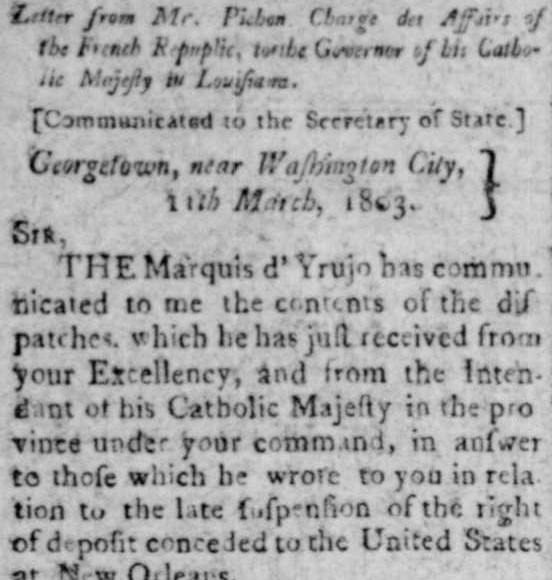 Letter from Mr. Pichon Charge des Affairs of
the French Repuplic, to the Governor of his Catho-
lic Majeſty in Louiſiana.
[Communicated to the Secretary of State.]
Georgetown, near Waſhington City, }
11th March, 1803.
SIR,
THE Marquis d' Yrujo has commu-
nicated to me the contents of the diſ
patches. which he has juſt received from
your Excellency, and from the Inten-
dant of his Catholic Majeſty in the pro
vince under your command, in anſwer
to thoſe which he wrote to you in rela
tion to the late ſuſpenſion of the right
of depoſit conceded to the United States
at New Orleans.